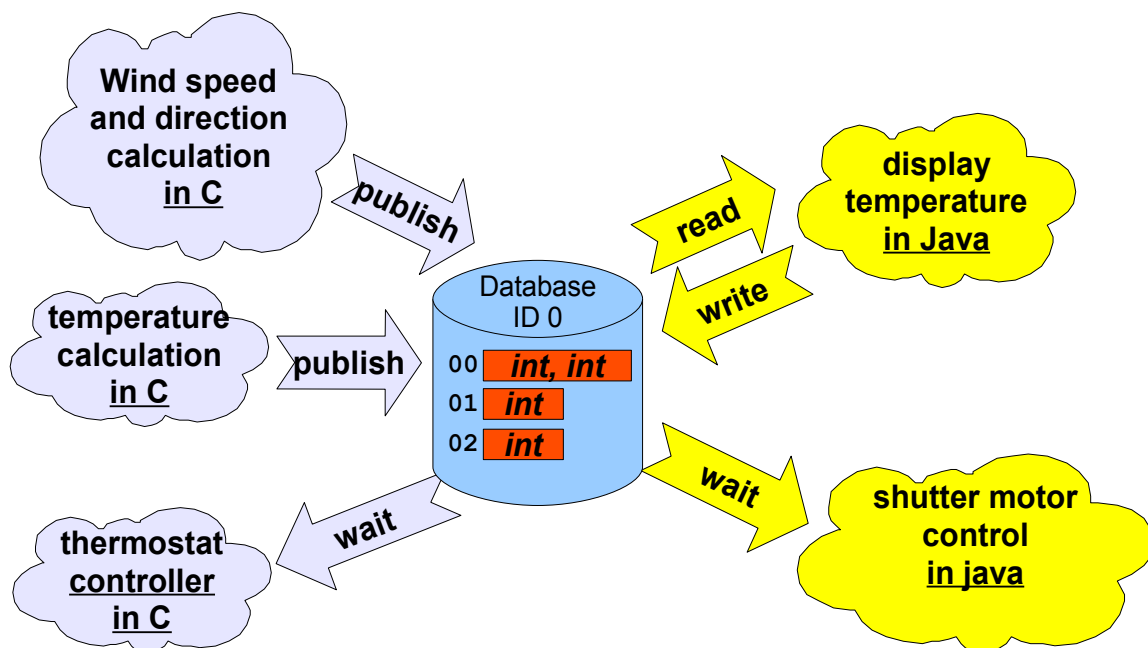 Wind speed
and direction
calculation
in C
publish
temperature
calculation
in C
publish
thermostat
controller
in C
wait
Database
ID 0
00 int, int
01 int
02 int
read
write
display
temperature
in Java
wait
shutter motor
control
in java